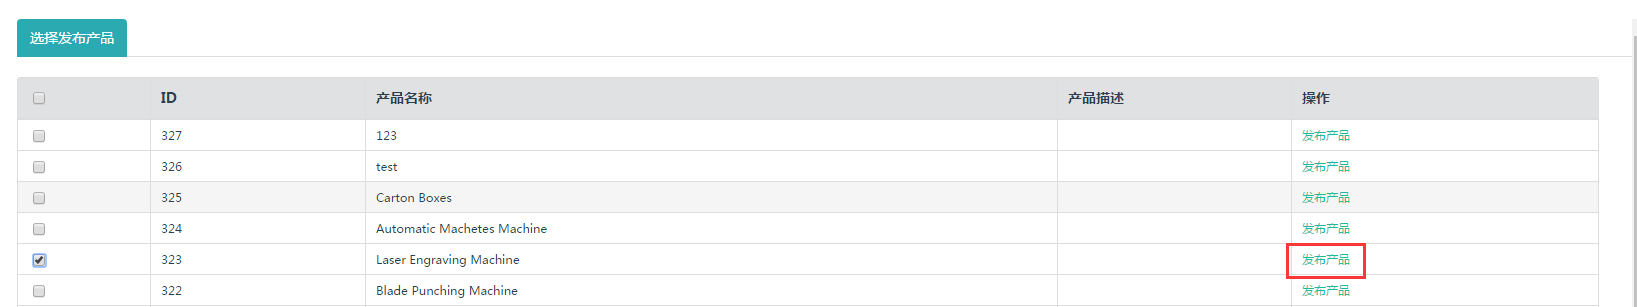 选择发布产品
ID 产品名称 产品描述 操作
327 123 发布产品
326 test 发布产品
325 Carton Boxes 发布产品
324 Automatic Machetes Machine 发布产品
323 Laser Engraving Machine 发布产品
322 Blade Punching Machine 发布产品